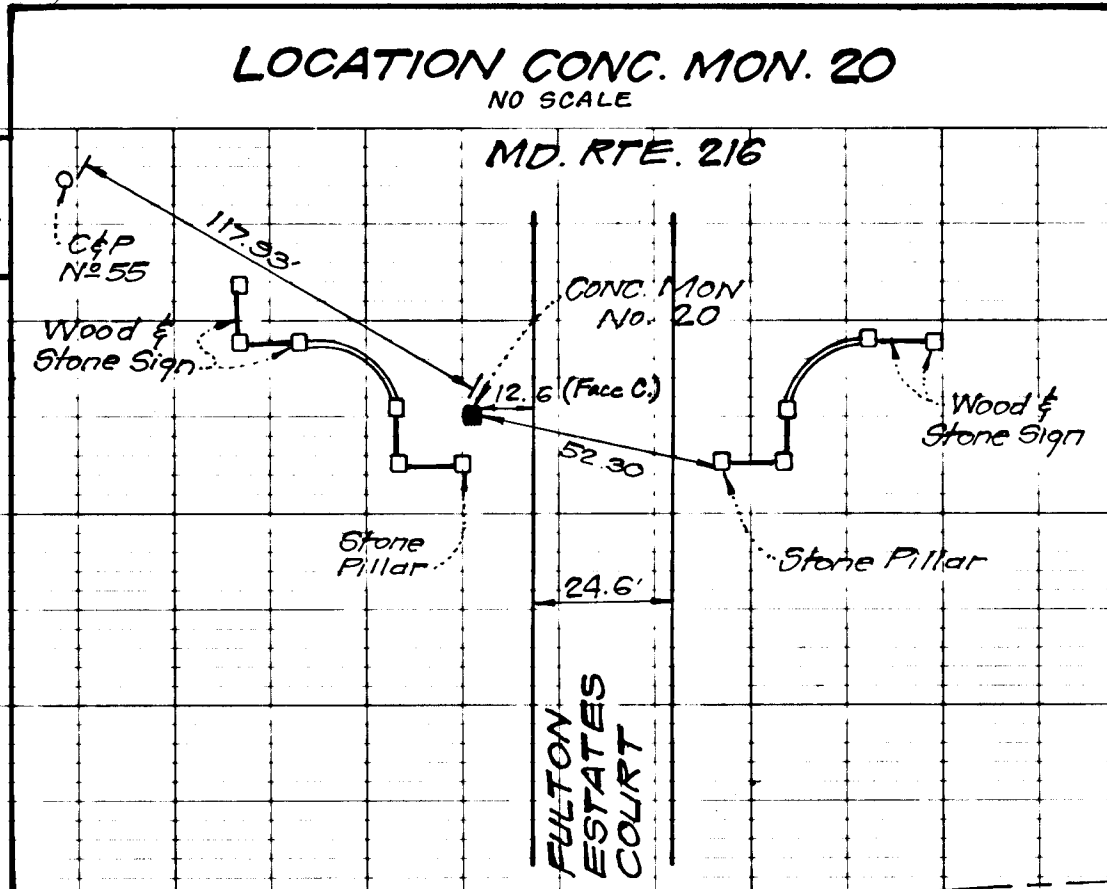 LOCATION CONC. MON. 20
NO SCALE
MD. RTE. 216
117.93'
C&P
Nº 55
CONC. MON
No. 20
Wood &
Stone Sign
12.6 (Face C.)
Wood &
Stone Sign
52.30
Stone
Pillar
Stone Pillar
24.6'
FULTON
ESTATES
COURT